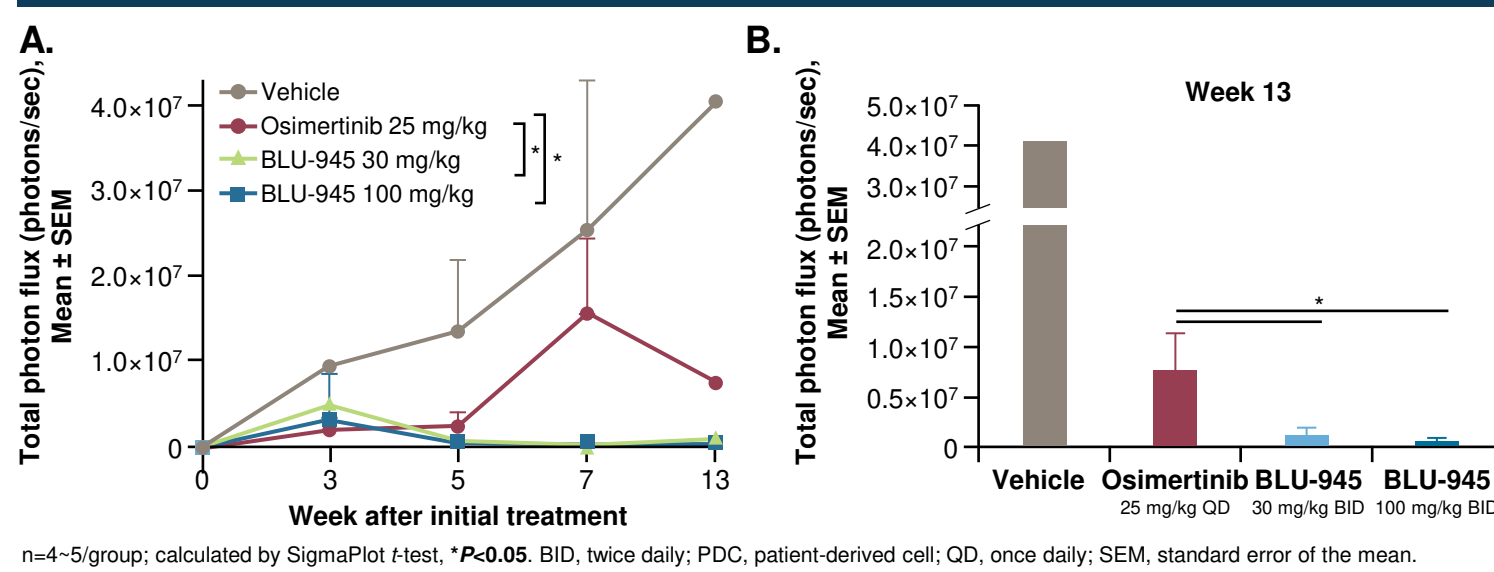 A.
Total photon flux (photons/sec),
Mean ± SEM
4.0×10⁷
3.0×10⁷
2.0×10⁷
1.0×10⁷
0
Vehicle
Osimertinib 25 mg/kg
BLU-945 30 mg/kg
BLU-945 100 mg/kg
*
*
0 3 5 7 13
Week after initial treatment
B.
Total photon flux (photons/sec),
Mean ± SEM
Week 13
5.0×10⁷
4.0×10⁷
3.0×10⁷
2.0×10⁷
1.5×10⁷
1.0×10⁷
0.5×10⁷
0
*
Vehicle Osimertinib BLU-945 BLU-945
25 mg/kg QD 30 mg/kg BID 100 mg/kg BID
n=4~5/group; calculated by SigmaPlot t-test, *P<0.05. BID, twice daily; PDC, patient-derived cell; QD, once daily; SEM, standard error of the mean.